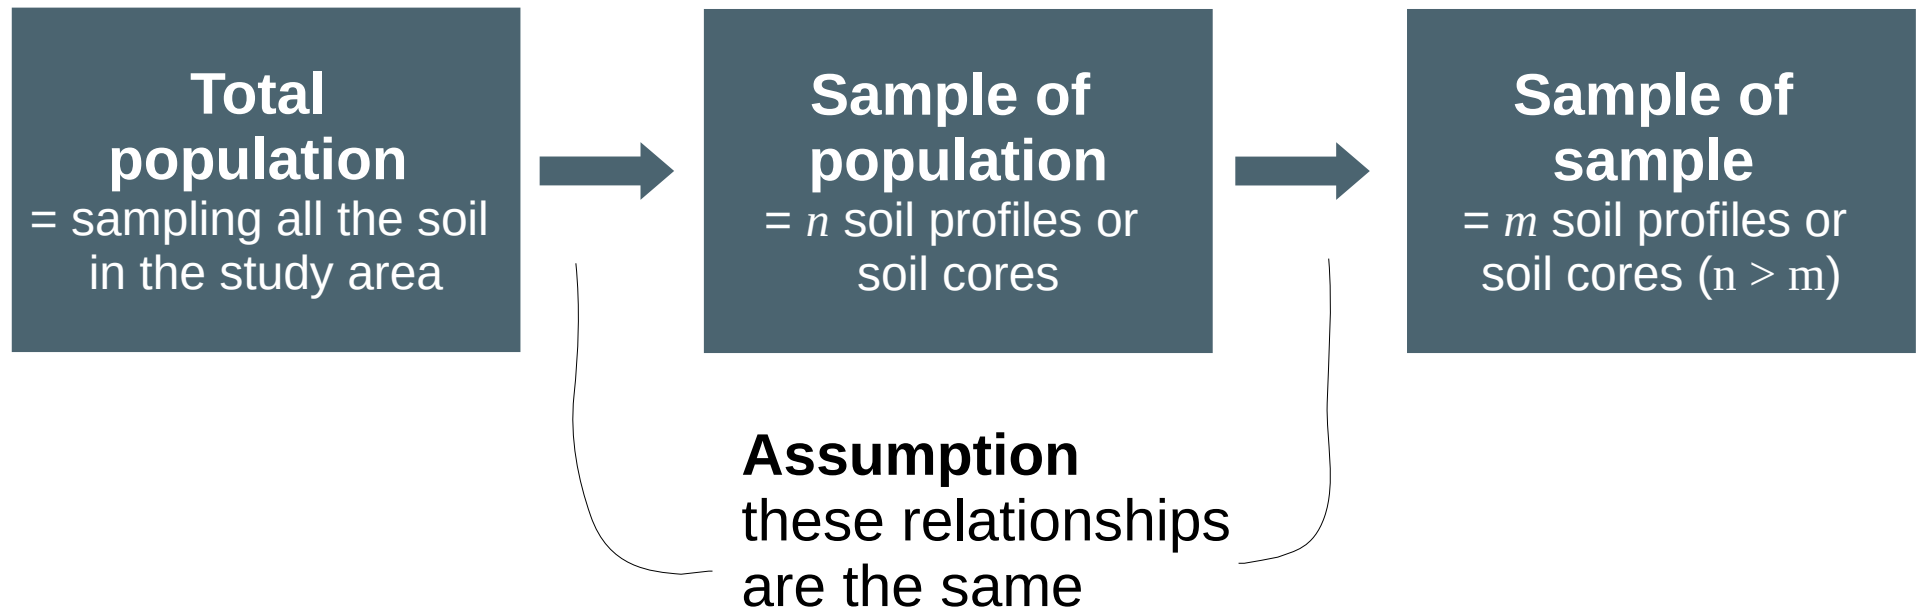 Total
population
= sampling all the soil
in the study area
Sample of
population
= n soil profiles or
soil cores
Sample of
sample
= m soil profiles or
soil cores (n > m)
Assumption
these relationships
are the same